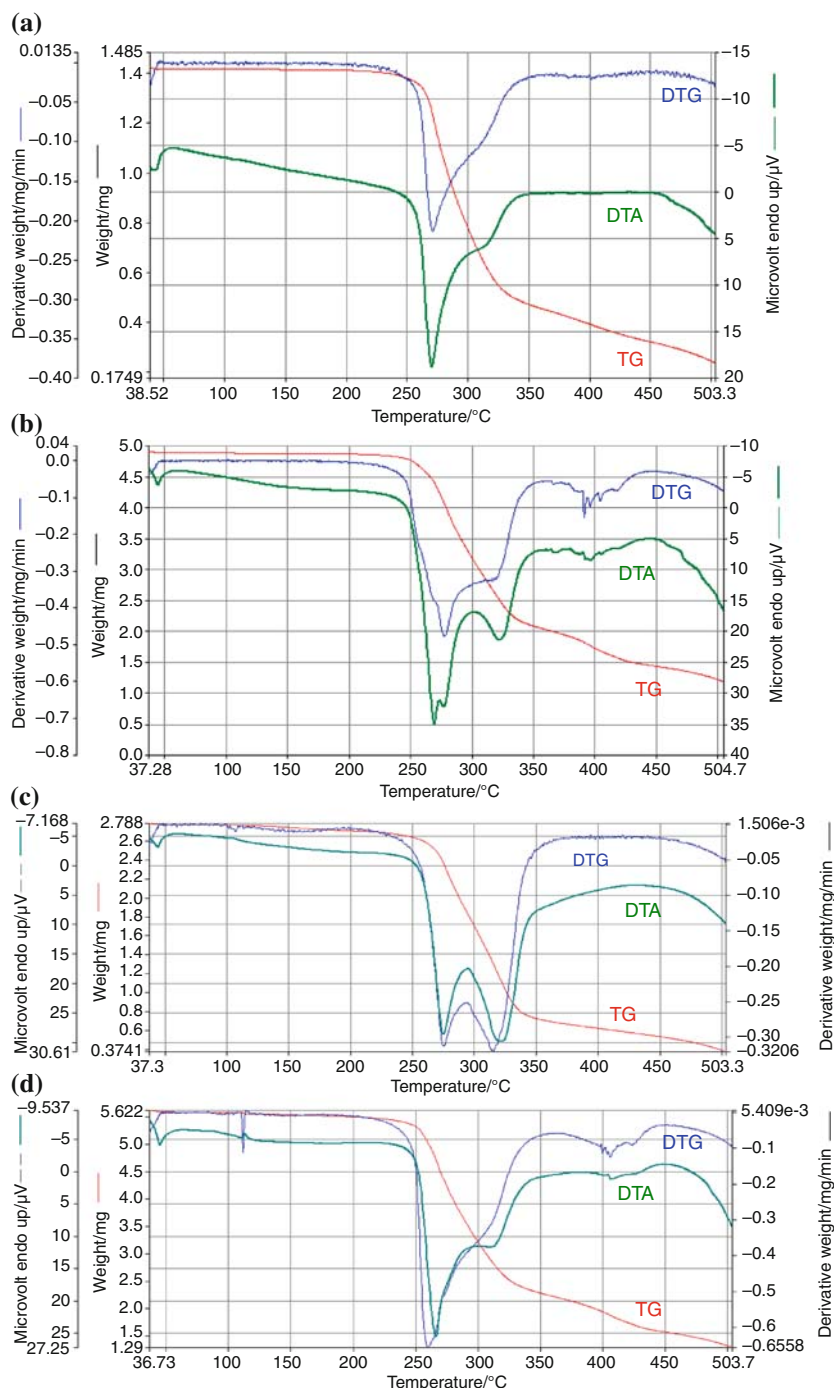 (a)
0.0135
−0.05
−0.10
−0.15
−0.20
−0.25
−0.30
−0.35
−0.40
Derivative weight/mg/min
1.485
1.4
1.2
1.0
0.8
0.6
0.4
0.1749
Weight/mg
−15
−10
−5
0
5
10
15
20
Microvolt endo up/µV
DTG
DTA
TG
38.52 100 150 200 250 300 350 400 450 503.3
Temperature/°C
(b)
0.04
0.0
−0.1
−0.2
−0.3
−0.4
−0.5
−0.6
−0.7
−0.8
Derivative weight/mg/min
5.0
4.5
4.0
3.5
3.0
2.5
2.0
1.5
1.0
0.5
0.0
Weight/mg
−10
−5
0
5
10
15
20
25
30
35
40
Microvolt endo up/µV
DTG
DTA
TG
37.28 100 150 200 250 300 350 400 450 504.7
Temperature/°C
(c)
−7.168
−5
0
5
10
15
20
25
30.61
Microvolt endo up/µV
2.788
2.6
2.4
2.2
2.0
1.8
1.6
1.4
1.2
1.0
0.8
0.6
0.3741
Weight/mg
1.506e-3
−0.05
−0.10
−0.15
−0.20
−0.25
−0.30
−0.3206
Derivative weight/mg/min
DTG
DTA
TG
37.3 100 150 200 250 300 350 400 450 503.3
Temperature/°C
(d)
−9.537
−5
0
5
10
15
20
25
27.25
Microvolt endo up/µV
5.622
5.0
4.5
4.0
3.5
3.0
2.5
2.0
1.5
1.29
Weight/mg
5.409e-3
−0.1
−0.2
−0.3
−0.4
−0.5
−0.6
−0.6558
Derivative weight/mg/min
DTG
DTA
TG
36.73 100 150 200 250 300 350 400 450 503.7
Temperature/°C